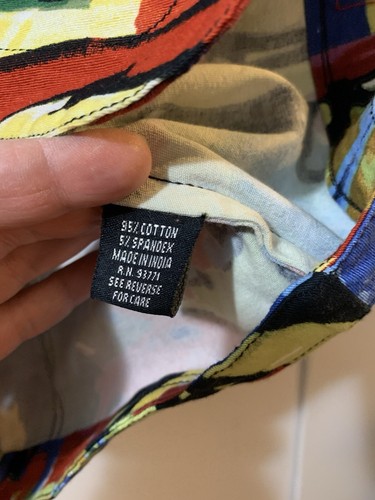 95% COTTON
5% SPANDEX
MADE IN INDIA
R.N. 93771
SEE REVERSE
FOR CARE